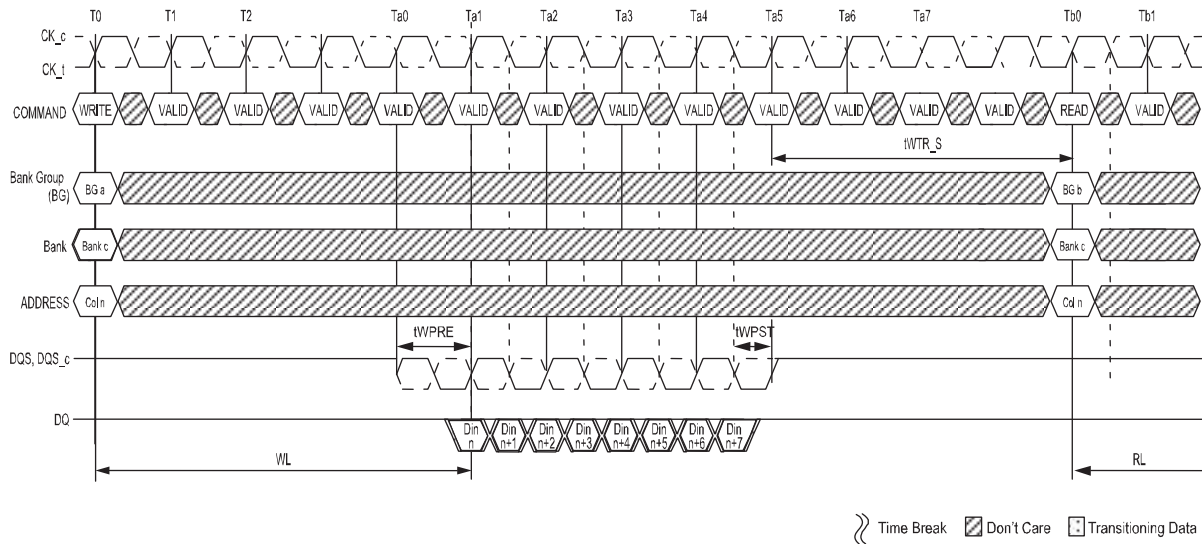 T0 T1 T2 Ta0 Ta1 Ta2 Ta3 Ta4 Ta5 Ta6 Ta7 Tb0 Tb1
CK_c
CK_t
COMMAND WRITE VALID VALID VALID VALID VALID VALID VALID VALID VALID VALID VALID VALID READ VALID
tWTR_S
Bank Group
(BG)
BG a BG b
Bank Bank c Bank c
ADDRESS Col n Col n
tWPRE tWPST
DQS, DQS_c
DQ
Din n Din n+1 Din n+2 Din n+3 Din n+4 Din n+5 Din n+6 Din n+7
WL RL
Time Break Don't Care Transitioning Data